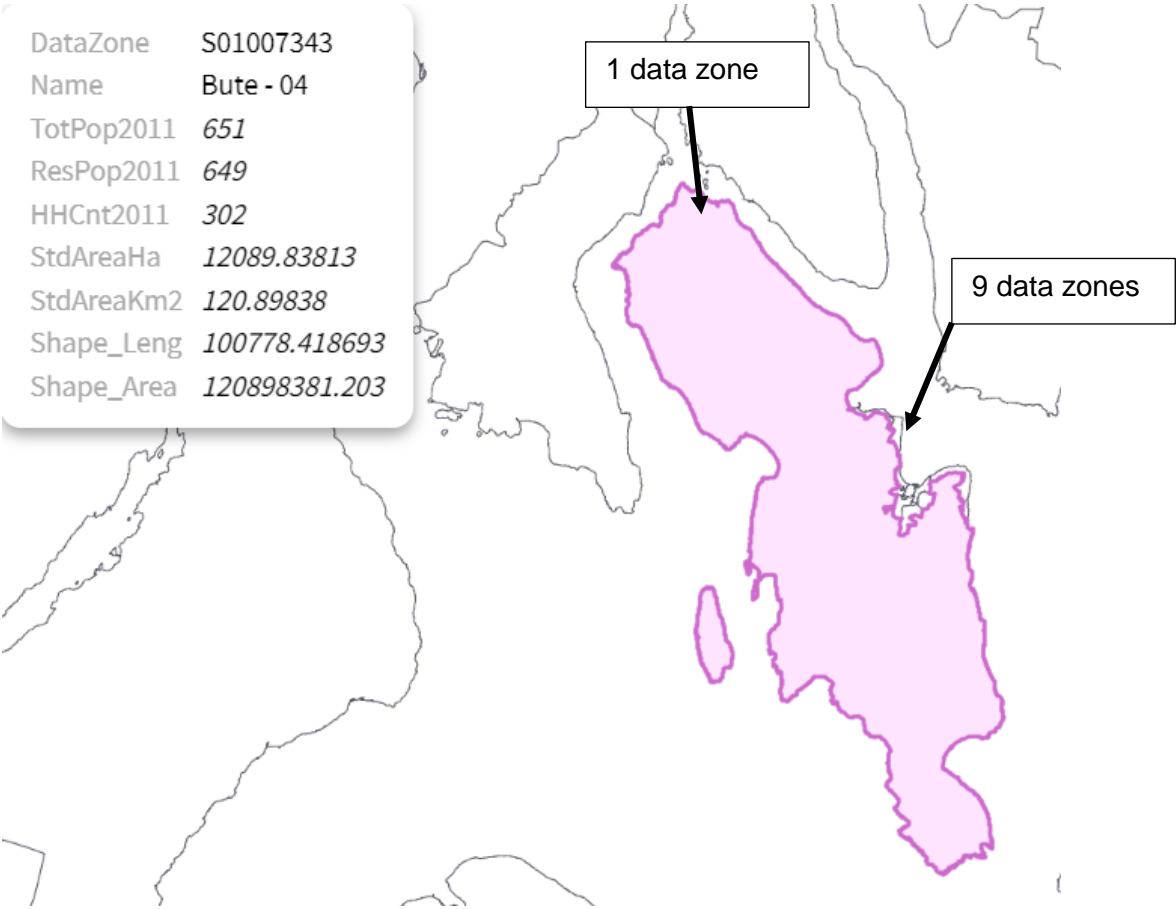 DataZone S01007343
Name Bute - 04
TotPop2011 651
ResPop2011 649
HHCnt2011 302
StdAreaHa 12089.83813
StdAreaKm2 120.89838
Shape_Leng 100778.418693
Shape_Area 120898381.203
1 data zone
9 data zones